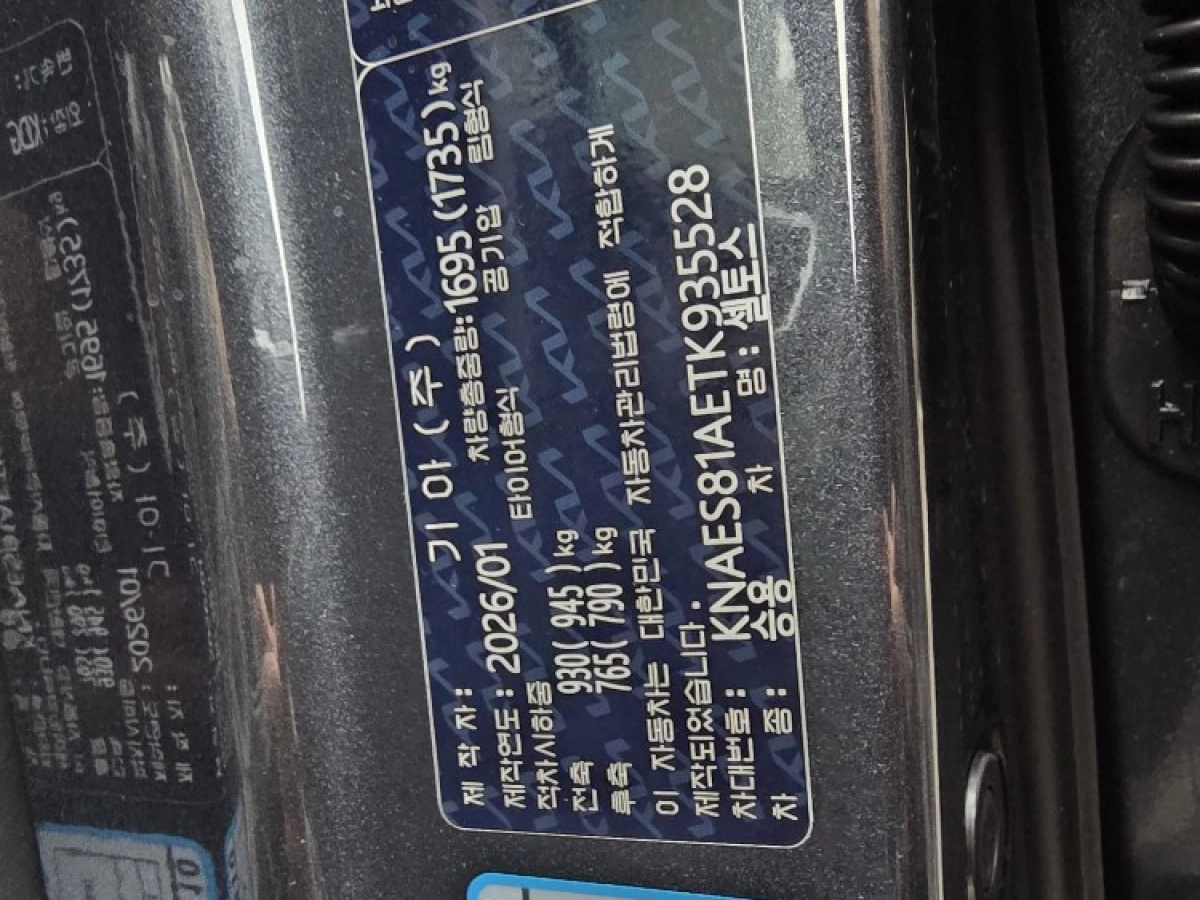 제 작 자 : 기 아 ( 주 )
제작연도 : 2026/01 차량총중량:1695(1735)kg
적차시하중 타이어형식 공기압 림형식
전축 930( 945 )kg
후축 765( 790 )kg
이 자동차는 대한민국 자동차관리법령에 적합하게
제작되었습니다.
차대번호 : KNAES81AETK935528
차 종 : 승용 차 명 : 셀토스